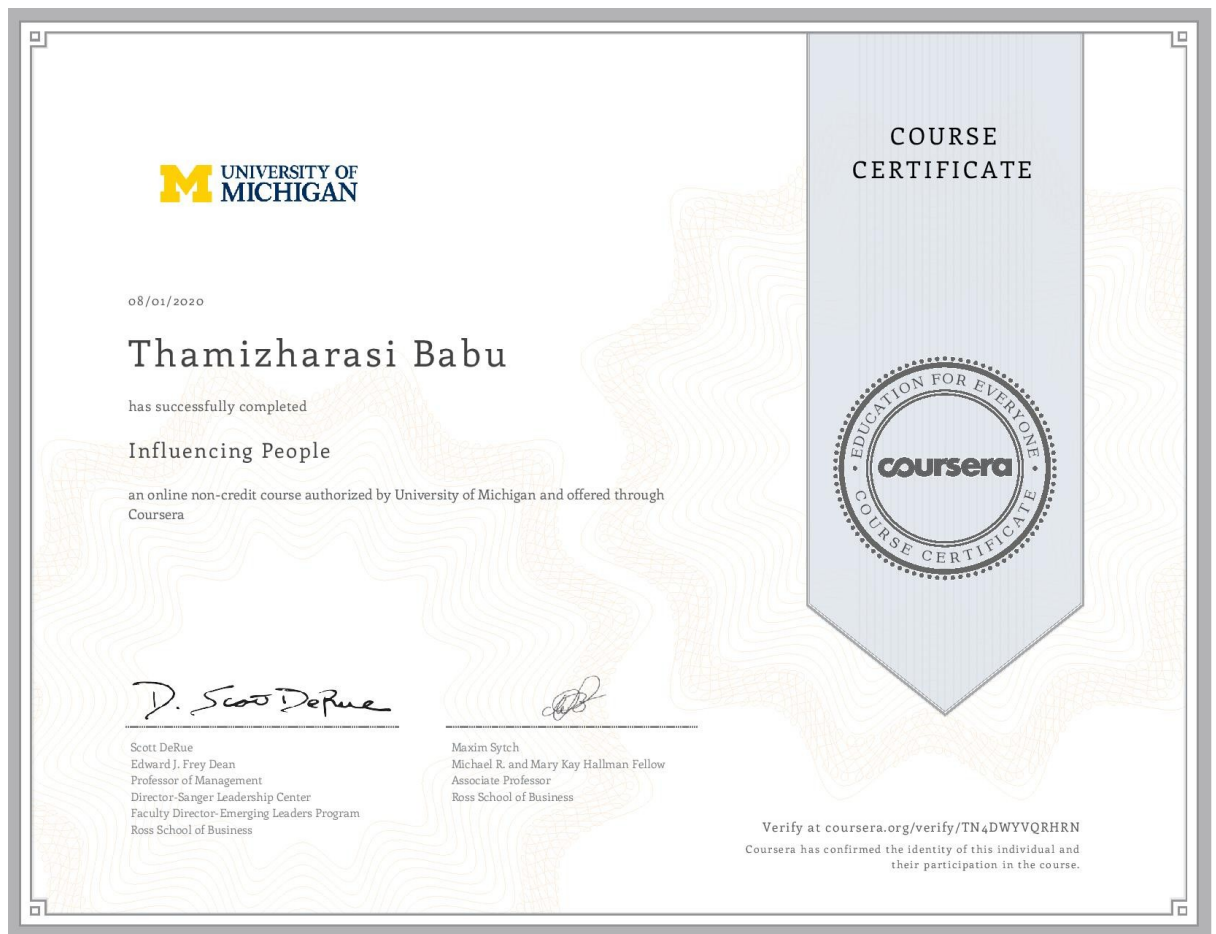 UNIVERSITY OF
MICHIGAN
COURSE
CERTIFICATE
08/01/2020
Thamizharasi Babu
has successfully completed
Influencing People
an online non-credit course authorized by University of Michigan and offered through
Coursera
EDUCATION FOR EVERYONE
coursera
COURSE CERTIFICATE
D. Scott DeRue
Scott DeRue
Edward J. Frey Dean
Professor of Management
Director-Sanger Leadership Center
Faculty Director-Emerging Leaders Program
Ross School of Business
Maxim Sytch
Michael R. and Mary Kay Hallman Fellow
Associate Professor
Ross School of Business
Verify at coursera.org/verify/TN4DWYVQRHRN
Coursera has confirmed the identity of this individual and
their participation in the course.